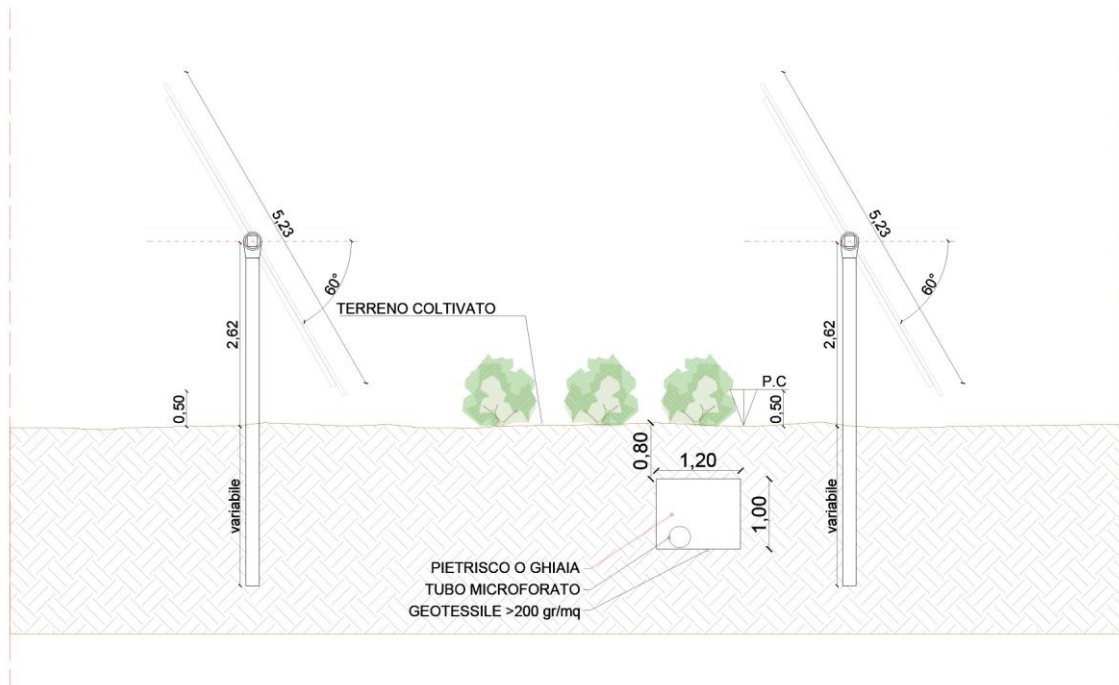 5,23
5,23
60°
60°
TERRENO COLTIVATO
2,62
2,62
P.C
0,50
0,50
0,80
1,20
1,00
variabile
variabile
PIETRISCO O GHIAIA
TUBO MICROFORATO
GEOTESSILE >200 gr/mq